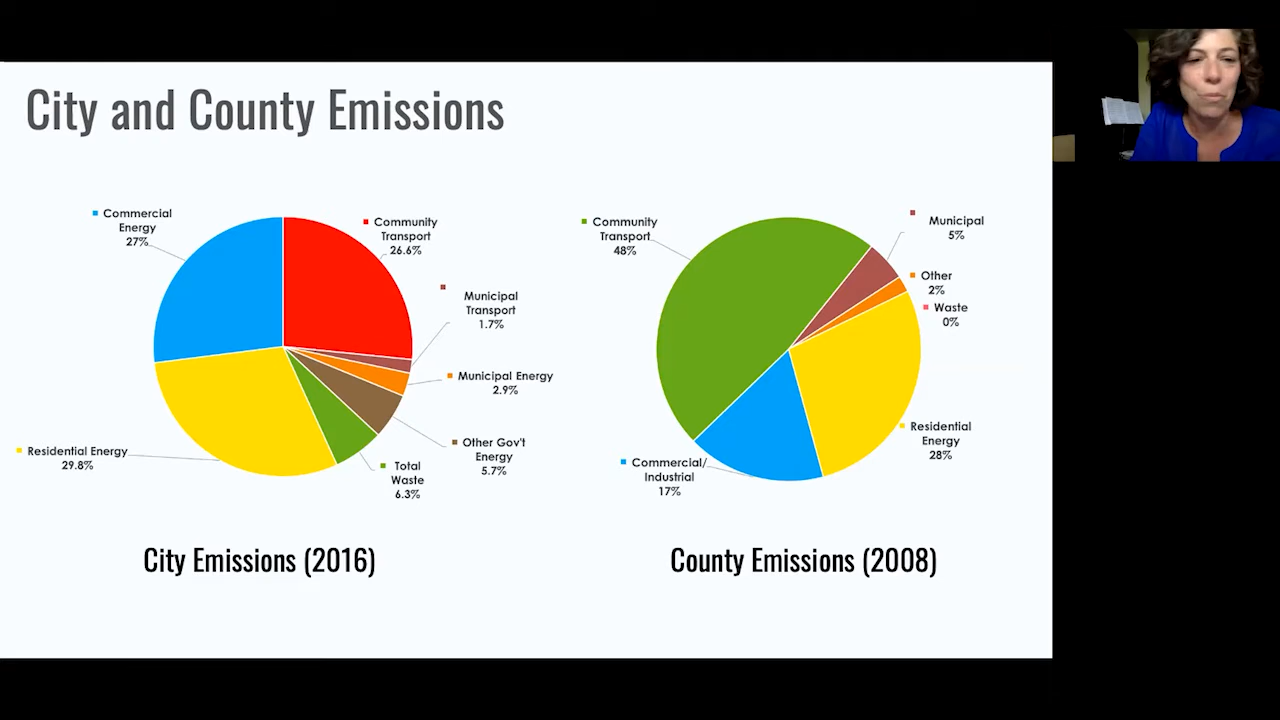 City and County Emissions
Commercial
Energy
27%
Community
Transport
26.6%
Municipal
Transport
1.7%
Municipal Energy
2.9%
Other Gov't
Energy
5.7%
Total
Waste
6.3%
Residential Energy
29.8%
City Emissions (2016)
Community
Transport
48%
Municipal
5%
Other
2%
Waste
0%
Residential
Energy
28%
Commercial/
Industrial
17%
County Emissions (2008)